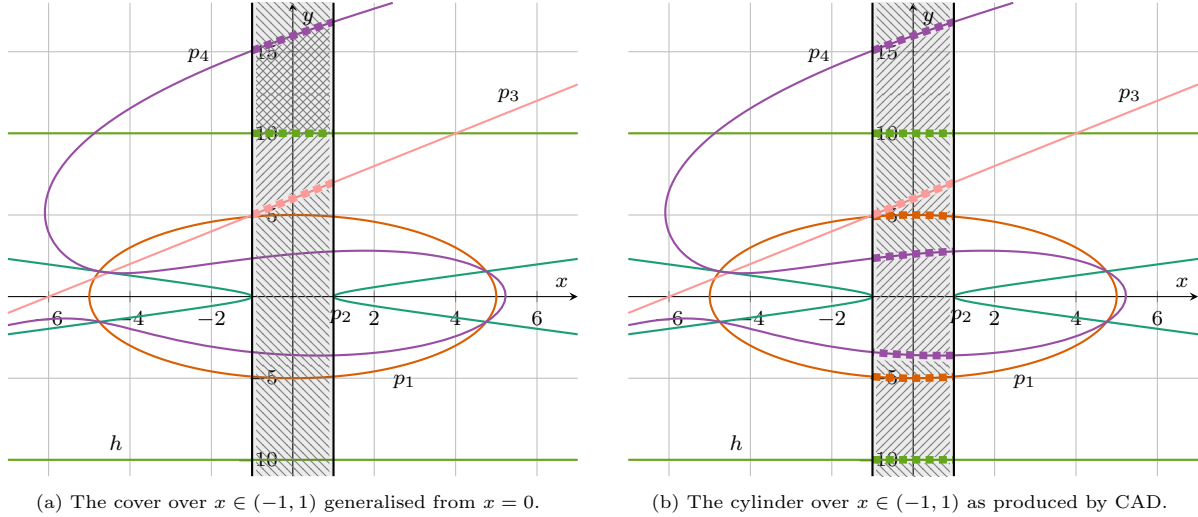 y
15
p₄
p₃
10
5
x
−6 −4 −2 2 4 6
p₂
−5
p₁
h
−10
(a) The cover over x ∈ (−1, 1) generalised from x = 0.
y
15
p₄
p₃
10
5
x
−6 −4 −2 2 4 6
p₂
−5
p₁
h
−10
(b) The cylinder over x ∈ (−1, 1) as produced by CAD.